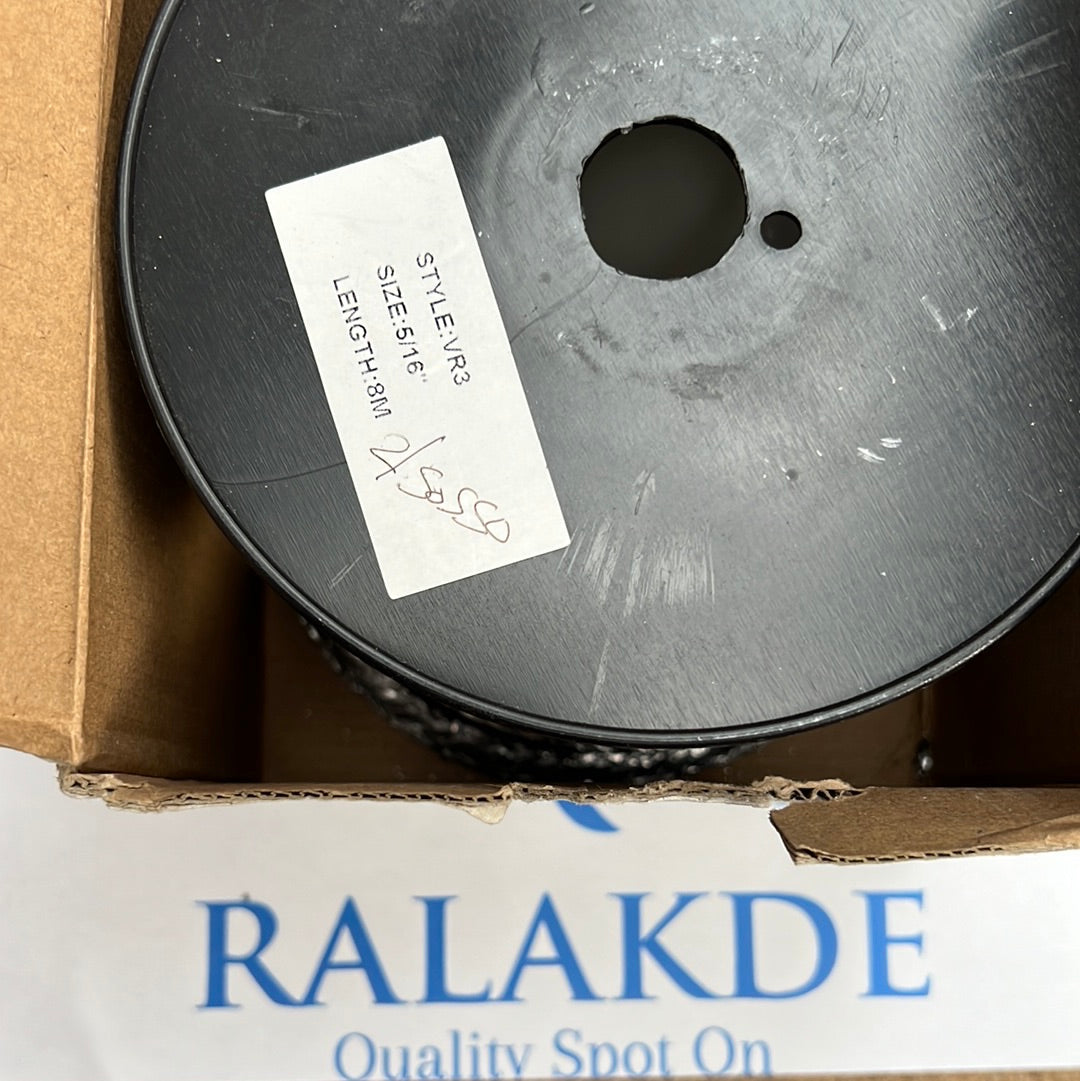 STYLE:VR3
SIZE:5/16"
LENGTH:8M
RALAKDE
Quality Spot On